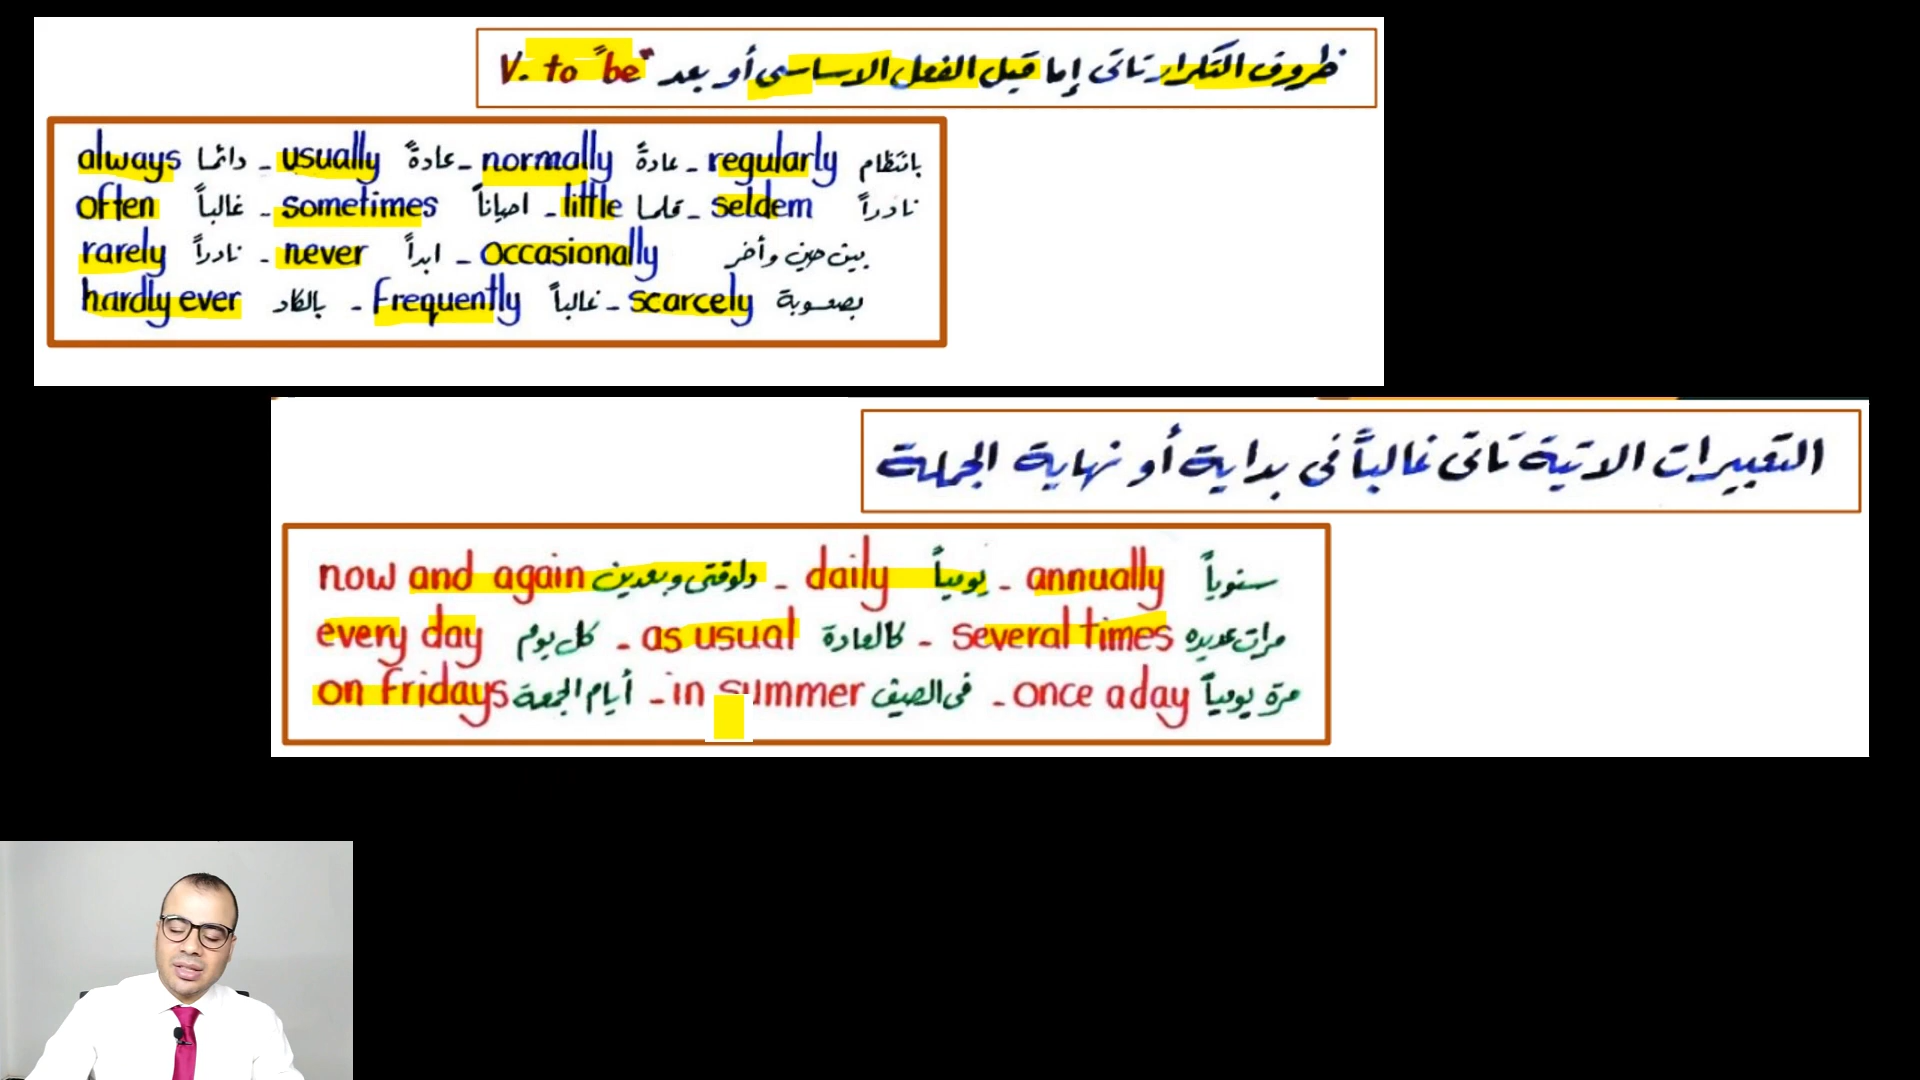 ظروف التكرار تأتى إما قبل الفعل الاساسى أو بعد V. to "be"
always دائما - usually عادةً - normally عادةً - regularly بانتظام
often غالباً - sometimes احياناً - little قلما - seldem نادراً
rarely نادراً - never ابداً - occasionally بين حين وأخر
hardly ever بالكاد - frequently غالباً - scarcely بصعوبة
التعبيرات الاتية تأتى غالباً فى بداية أو نهاية الجملة
now and again دلوقتى وبعدين - daily يومياً - annually سنوياً
every day كل يوم - as usual كالعادة - several times مرات عديده
on Fridays أيام الجمعة - in summer فى الصيف - once a day مرة يومياً